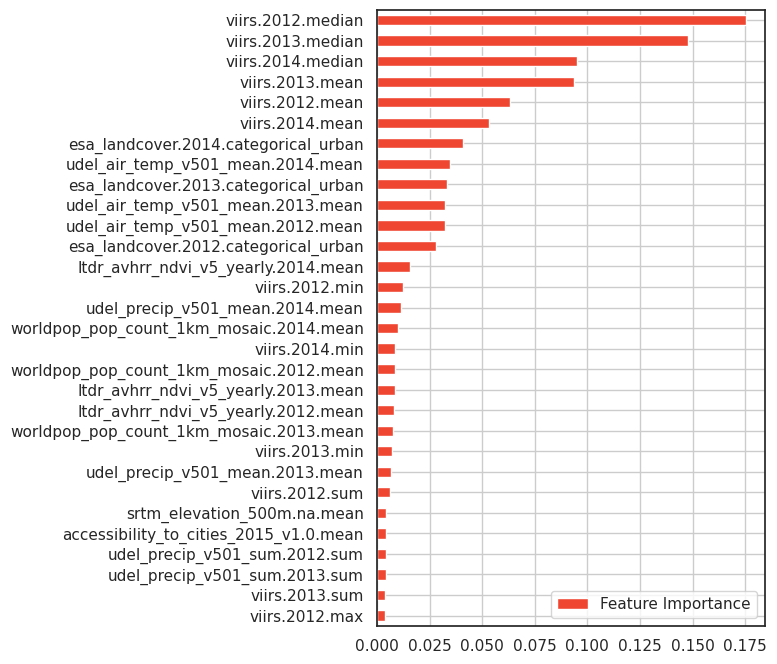 viirs.2012.median
viirs.2013.median
viirs.2014.median
viirs.2013.mean
viirs.2012.mean
viirs.2014.mean
esa_landcover.2014.categorical_urban
udel_air_temp_v501_mean.2014.mean
esa_landcover.2013.categorical_urban
udel_air_temp_v501_mean.2013.mean
udel_air_temp_v501_mean.2012.mean
esa_landcover.2012.categorical_urban
ltdr_avhrr_ndvi_v5_yearly.2014.mean
viirs.2012.min
udel_precip_v501_mean.2014.mean
worldpop_pop_count_1km_mosaic.2014.mean
viirs.2014.min
worldpop_pop_count_1km_mosaic.2012.mean
ltdr_avhrr_ndvi_v5_yearly.2013.mean
ltdr_avhrr_ndvi_v5_yearly.2012.mean
worldpop_pop_count_1km_mosaic.2013.mean
viirs.2013.min
udel_precip_v501_mean.2013.mean
viirs.2012.sum
srtm_elevation_500m.na.mean
accessibility_to_cities_2015_v1.0.mean
udel_precip_v501_sum.2012.sum
udel_precip_v501_sum.2013.sum
viirs.2013.sum
viirs.2012.max
Feature Importance
0.000 0.025 0.050 0.075 0.100 0.125 0.150 0.175